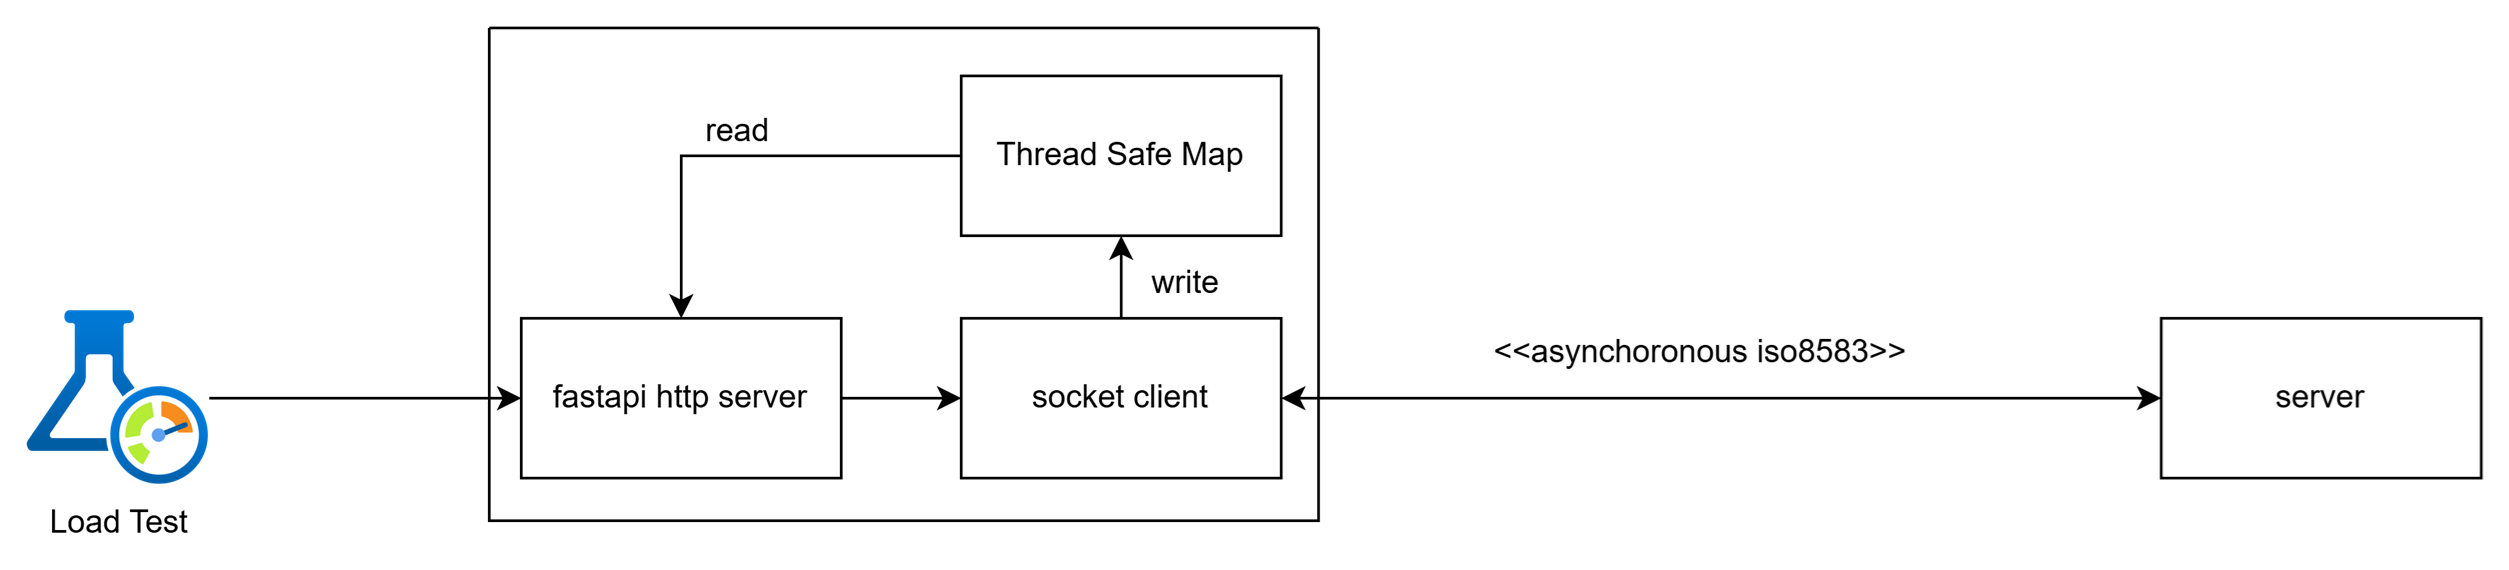 read
Thread Safe Map
write
<<asynchoronous iso8583>>
fastapi http server
socket client
server
Load Test